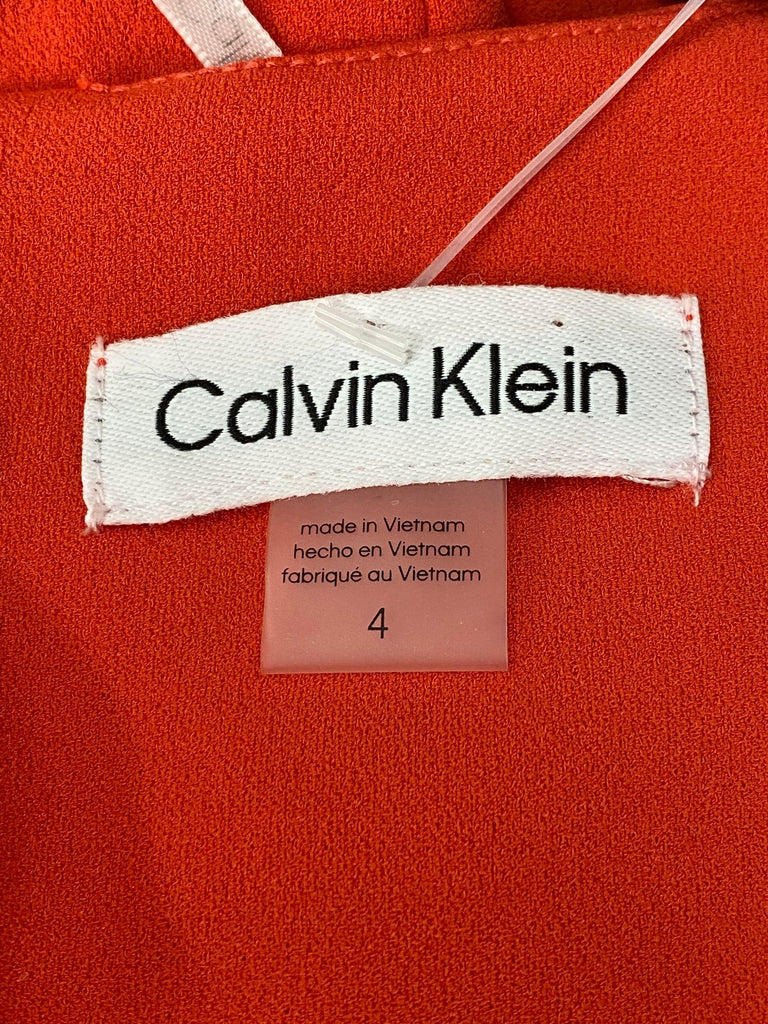 Calvin Klein
made in Vietnam
hecho en Vietnam
fabriqué au Vietnam
4